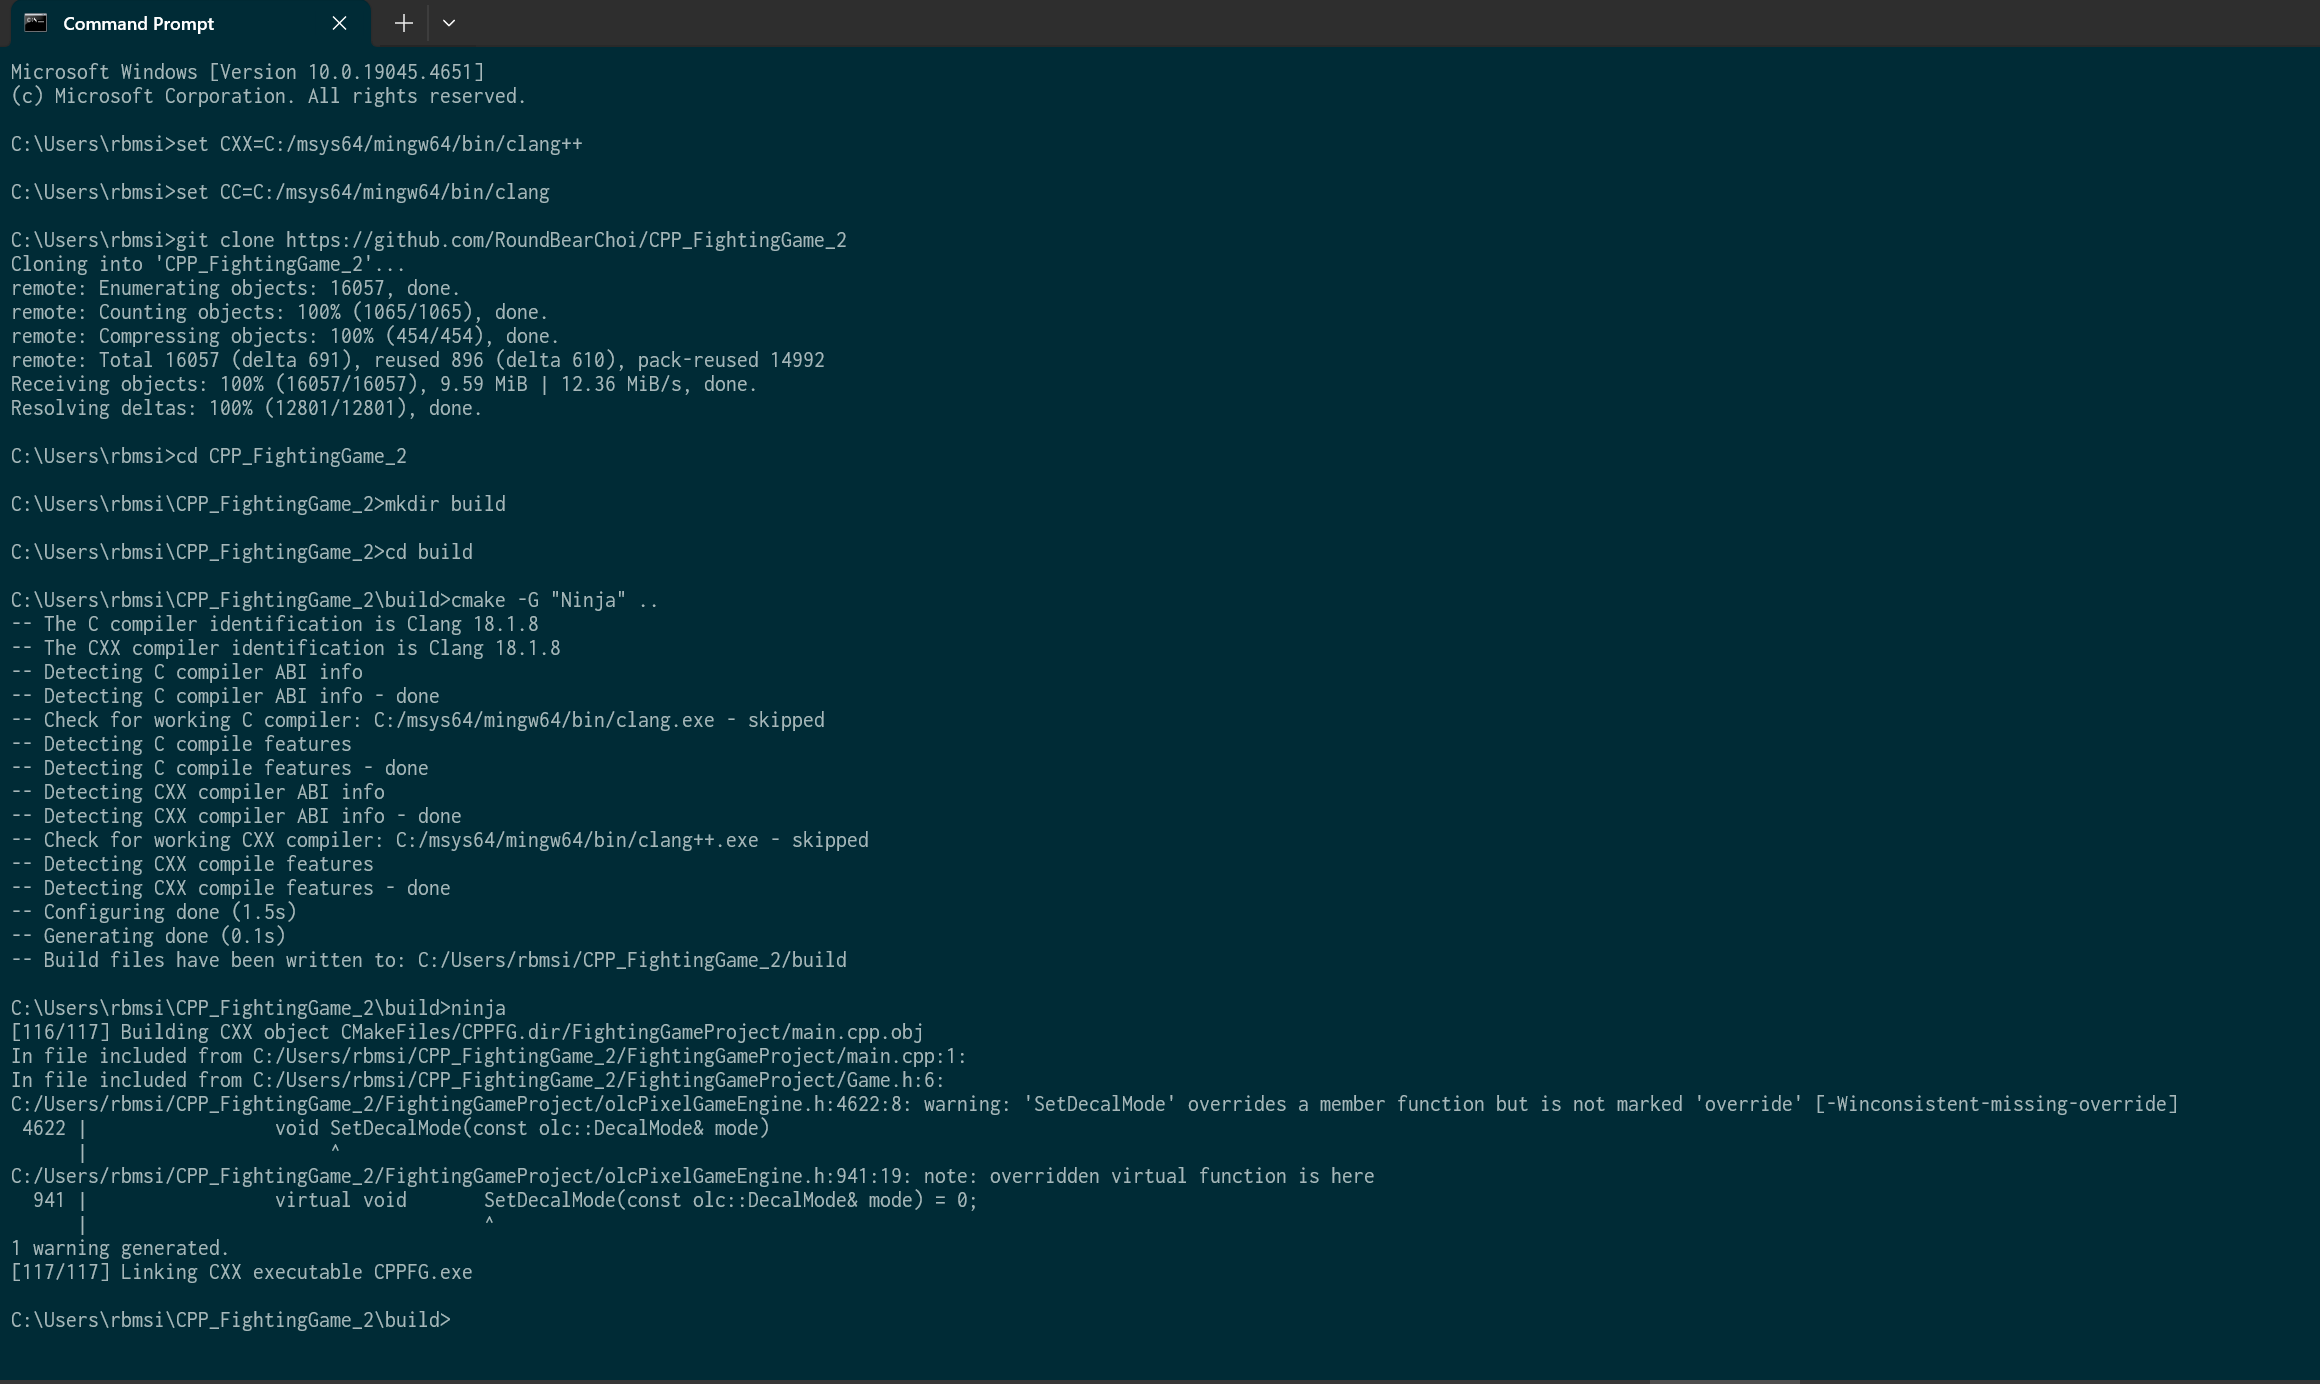 Command Prompt
Microsoft Windows [Version 10.0.19045.4651]
(c) Microsoft Corporation. All rights reserved.
C:\Users\rbmsi>set CXX=C:/msys64/mingw64/bin/clang++
C:\Users\rbmsi>set CC=C:/msys64/mingw64/bin/clang
C:\Users\rbmsi>git clone https://github.com/RoundBearChoi/CPP_FightingGame_2
Cloning into 'CPP_FightingGame_2'...
remote: Enumerating objects: 16057, done.
remote: Counting objects: 100% (1065/1065), done.
remote: Compressing objects: 100% (454/454), done.
remote: Total 16057 (delta 691), reused 896 (delta 610), pack-reused 14992
Receiving objects: 100% (16057/16057), 9.59 MiB | 12.36 MiB/s, done.
Resolving deltas: 100% (12801/12801), done.
C:\Users\rbmsi>cd CPP_FightingGame_2
C:\Users\rbmsi\CPP_FightingGame_2>mkdir build
C:\Users\rbmsi\CPP_FightingGame_2>cd build
C:\Users\rbmsi\CPP_FightingGame_2\build>cmake -G "Ninja" ..
-- The C compiler identification is Clang 18.1.8
-- The CXX compiler identification is Clang 18.1.8
-- Detecting C compiler ABI info
-- Detecting C compiler ABI info - done
-- Check for working C compiler: C:/msys64/mingw64/bin/clang.exe - skipped
-- Detecting C compile features
-- Detecting C compile features - done
-- Detecting CXX compiler ABI info
-- Detecting CXX compiler ABI info - done
-- Check for working CXX compiler: C:/msys64/mingw64/bin/clang++.exe - skipped
-- Detecting CXX compile features
-- Detecting CXX compile features - done
-- Configuring done (1.5s)
-- Generating done (0.1s)
-- Build files have been written to: C:/Users/rbmsi/CPP_FightingGame_2/build
C:\Users\rbmsi\CPP_FightingGame_2\build>ninja
[116/117] Building CXX object CMakeFiles/CPPFG.dir/FightingGameProject/main.cpp.obj
In file included from C:/Users/rbmsi/CPP_FightingGame_2/FightingGameProject/main.cpp:1:
In file included from C:/Users/rbmsi/CPP_FightingGame_2/FightingGameProject/Game.h:6:
C:/Users/rbmsi/CPP_FightingGame_2/FightingGameProject/olcPixelGameEngine.h:4622:8: warning: 'SetDecalMode' overrides a member function but is not marked 'override' [-Winconsistent-missing-override]
 4622 |                 void SetDecalMode(const olc::DecalMode& mode)
      |                      ^
C:/Users/rbmsi/CPP_FightingGame_2/FightingGameProject/olcPixelGameEngine.h:941:19: note: overridden virtual function is here
  941 |                 virtual void       SetDecalMode(const olc::DecalMode& mode) = 0;
      |                                    ^
1 warning generated.
[117/117] Linking CXX executable CPPFG.exe
C:\Users\rbmsi\CPP_FightingGame_2\build>